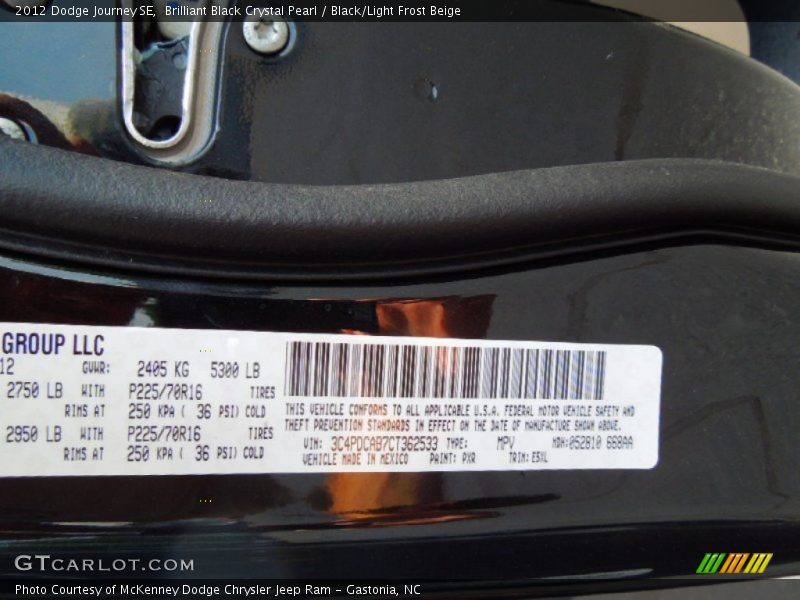 2012 Dodge Journey SE,  Brilliant Black Crystal Pearl / Black/Light Frost Beige
GROUP LLC
12 GVWR: 2405 KG 5300 LB
2750 LB WITH P225/70R16 TIRES
RIMS AT 250 KPA ( 36 PSI) COLD
2950 LB WITH P225/70R16 TIRES
RIMS AT 250 KPA ( 36 PSI) COLD
THIS VEHICLE CONFORMS TO ALL APPLICABLE U.S.A. FEDERAL MOTOR VEHICLE SAFETY AND
THEFT PREVENTION STANDARDS IN EFFECT ON THE DATE OF MANUFACTURE SHOWN ABOVE.
VIN: 3C4PDCAB7CT362533 TYPE: MPV MDH:052810 668AA
VEHICLE MADE IN MEXICO PAINT: PXR TRIM: E5XL
GTCARLOT.COM
Photo Courtesy of McKenney Dodge Chrysler Jeep Ram - Gastonia, NC